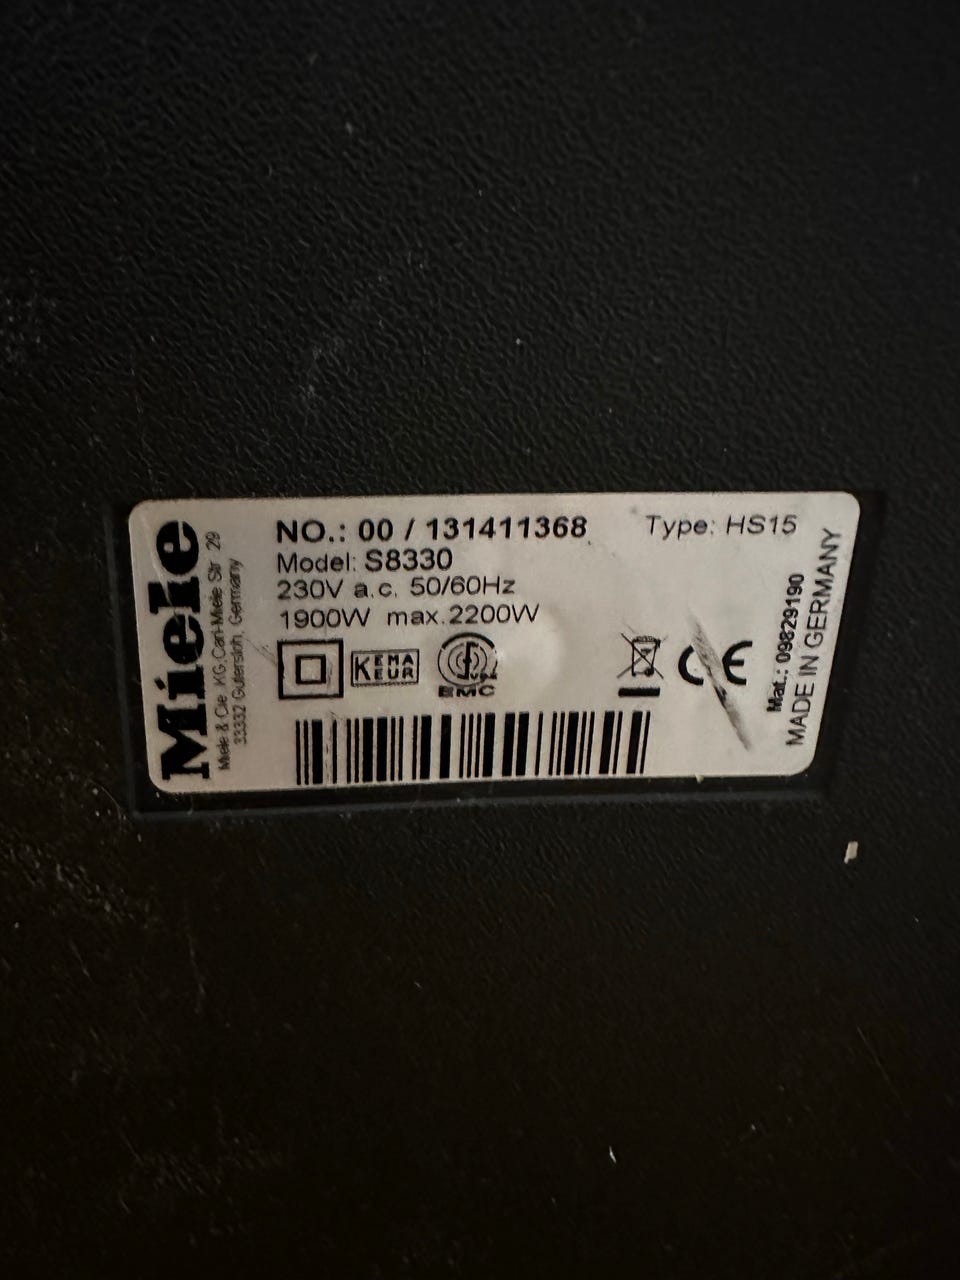 Miele
Miele & Cie. KG, Carl-Miele Str. 29
33332 Gütersloh, Germany
NO.: 00 / 131411368
Type: HS15
Model: S8330
230V a.c. 50/60Hz
1900W max.2200W
KEMA
KEUR
EMC
CE
Mat.: 09829190
MADE IN GERMANY